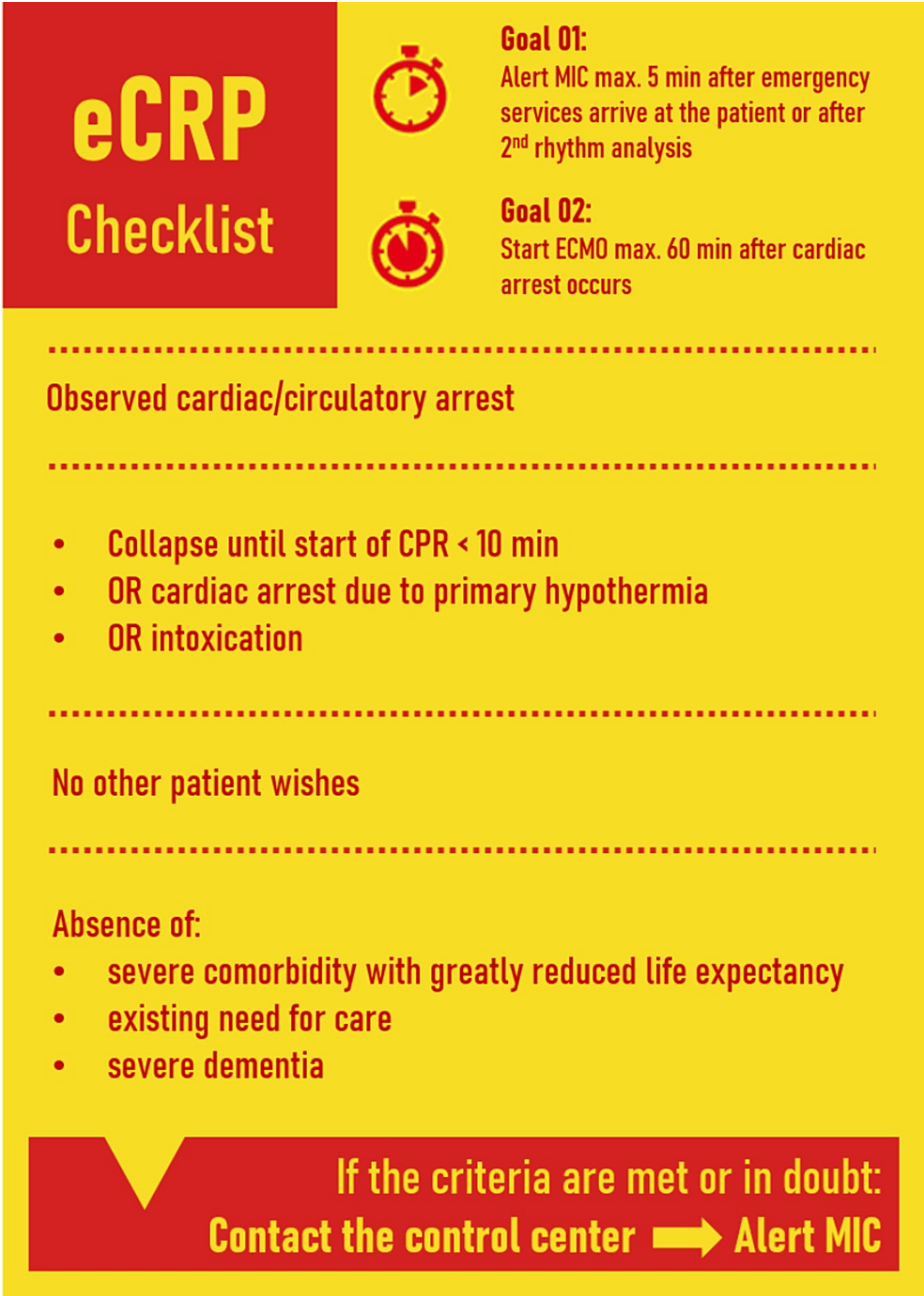 eCRP
Checklist
Goal 01:
Alert MIC max. 5 min after emergency
services arrive at the patient or after
2nd rhythm analysis
Goal 02:
Start ECMO max. 60 min after cardiac
arrest occurs
Observed cardiac/circulatory arrest
• Collapse until start of CPR < 10 min
• OR cardiac arrest due to primary hypothermia
• OR intoxication
No other patient wishes
Absence of:
• severe comorbidity with greatly reduced life expectancy
• existing need for care
• severe dementia
If the criteria are met or in doubt:
Contact the control center ➡ Alert MIC